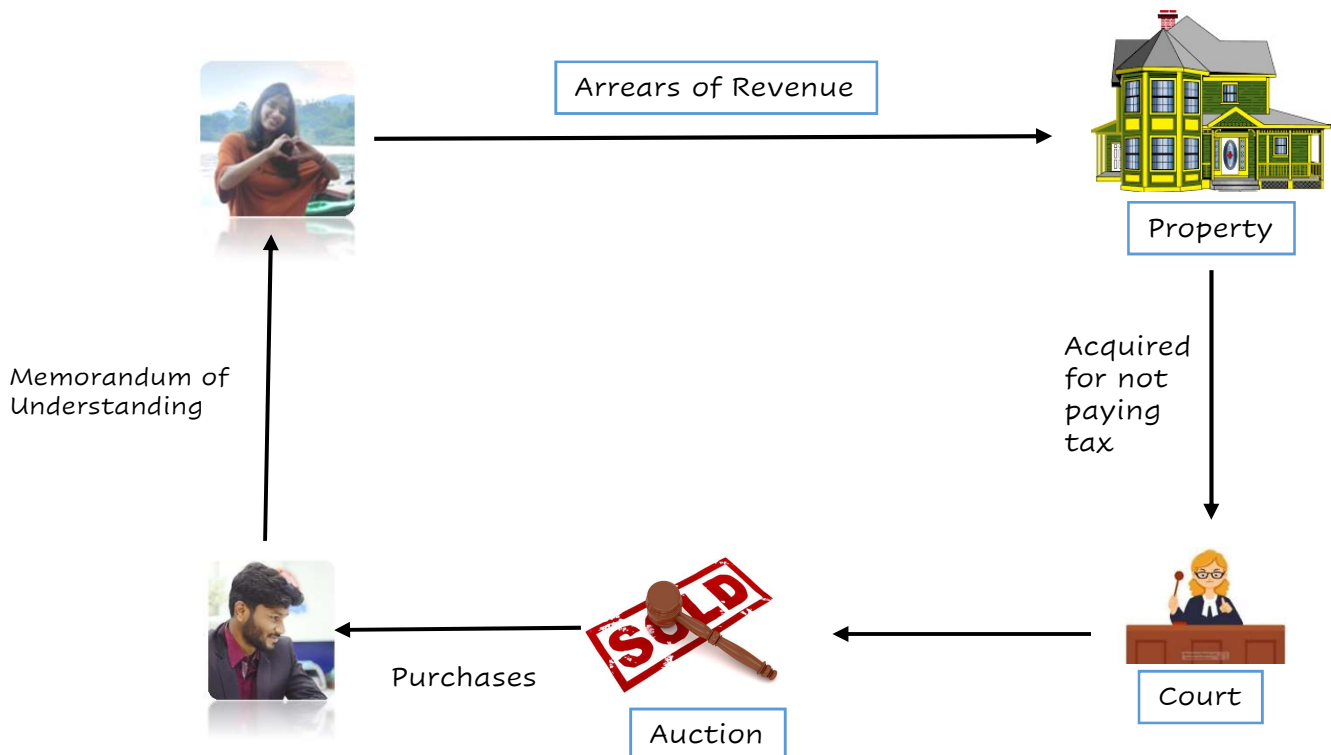 Arrears of Revenue
Property
Acquired
for not
paying
tax
Memorandum of
Understanding
SOLD
Purchases
Auction
Court